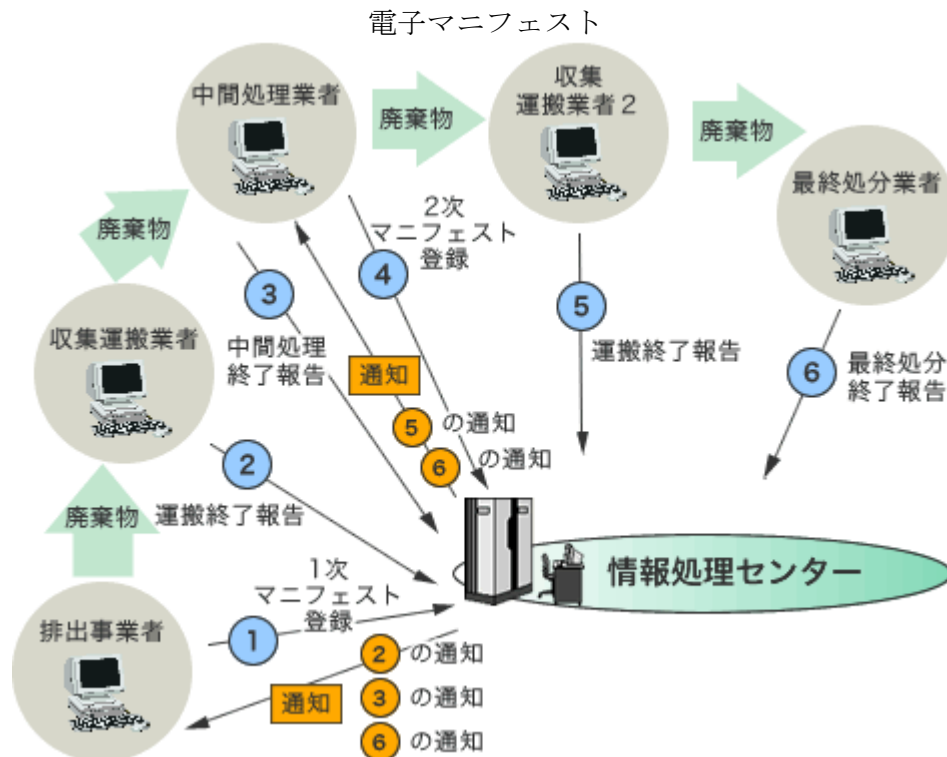 電子マニフェスト
中間処理業者
廃棄物
収集
運搬業者2
廃棄物
最終処分業者
廃棄物
2次
マニフェスト
登録
4
3
5
収集運搬業者
中間処理
終了報告
通知
運搬終了報告
6
最終処分
終了報告
5 の通知
6 の通知
2
廃棄物
運搬終了報告
1次
マニフェスト
登録
情報処理センター
排出事業者
1
通知
2 の通知
3 の通知
6 の通知